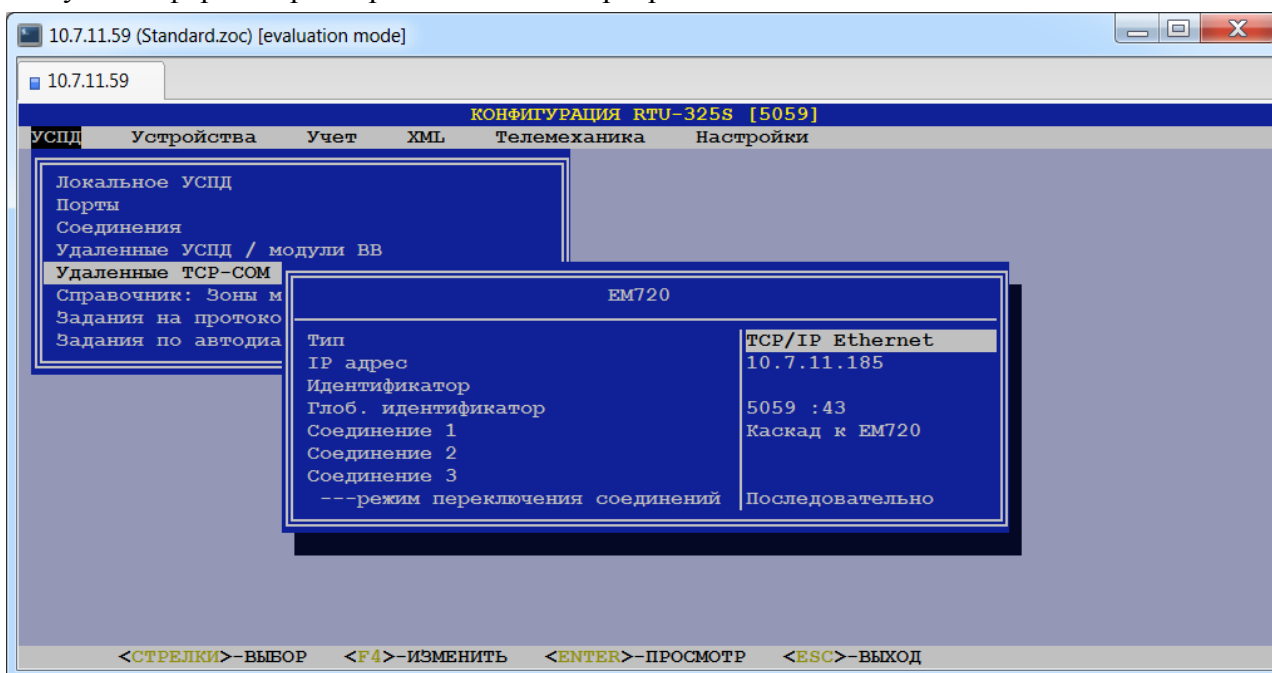 10.7.11.59 (Standard.zoc) [evaluation mode]
10.7.11.59
КОНФИГУРАЦИЯ RTU-325S [5059]
УСПД Устройства Учет XML Телемеханика Настройки
Локальное УСПД
Порты
Соединения
Удаленные УСПД / модули ВВ
Удаленные TCP-COM
Справочник: Зоны м
Задания на протоко
Задания по автодиа
EM720
Тип TCP/IP Ethernet
IP адрес 10.7.11.185
Идентификатор
Глоб. идентификатор 5059 :43
Соединение 1 Каскад к EM720
Соединение 2
Соединение 3
---режим переключения соединений Последовательно
<СТРЕЛКИ>-ВЫБОР <F4>-ИЗМЕНИТЬ <ENTER>-ПРОСМОТР <ESC>-ВЫХОД